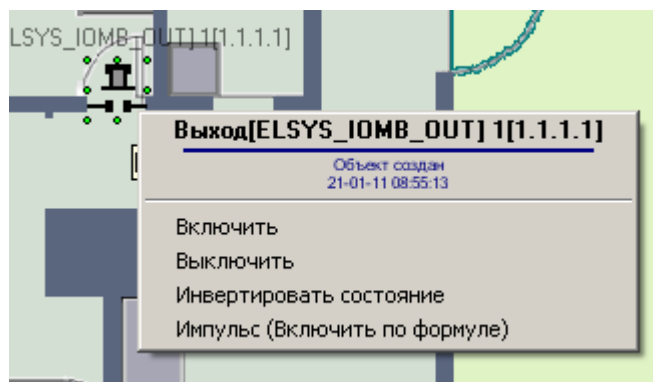 LSYS_IOMB_OUT] 1[1.1.1.1]
Выход[ELSYS_IOMB_OUT] 1[1.1.1.1]
Объект создан
21-01-11 08:55:13
Включить
Выключить
Инвертировать состояние
Импульс (Включить по формуле)